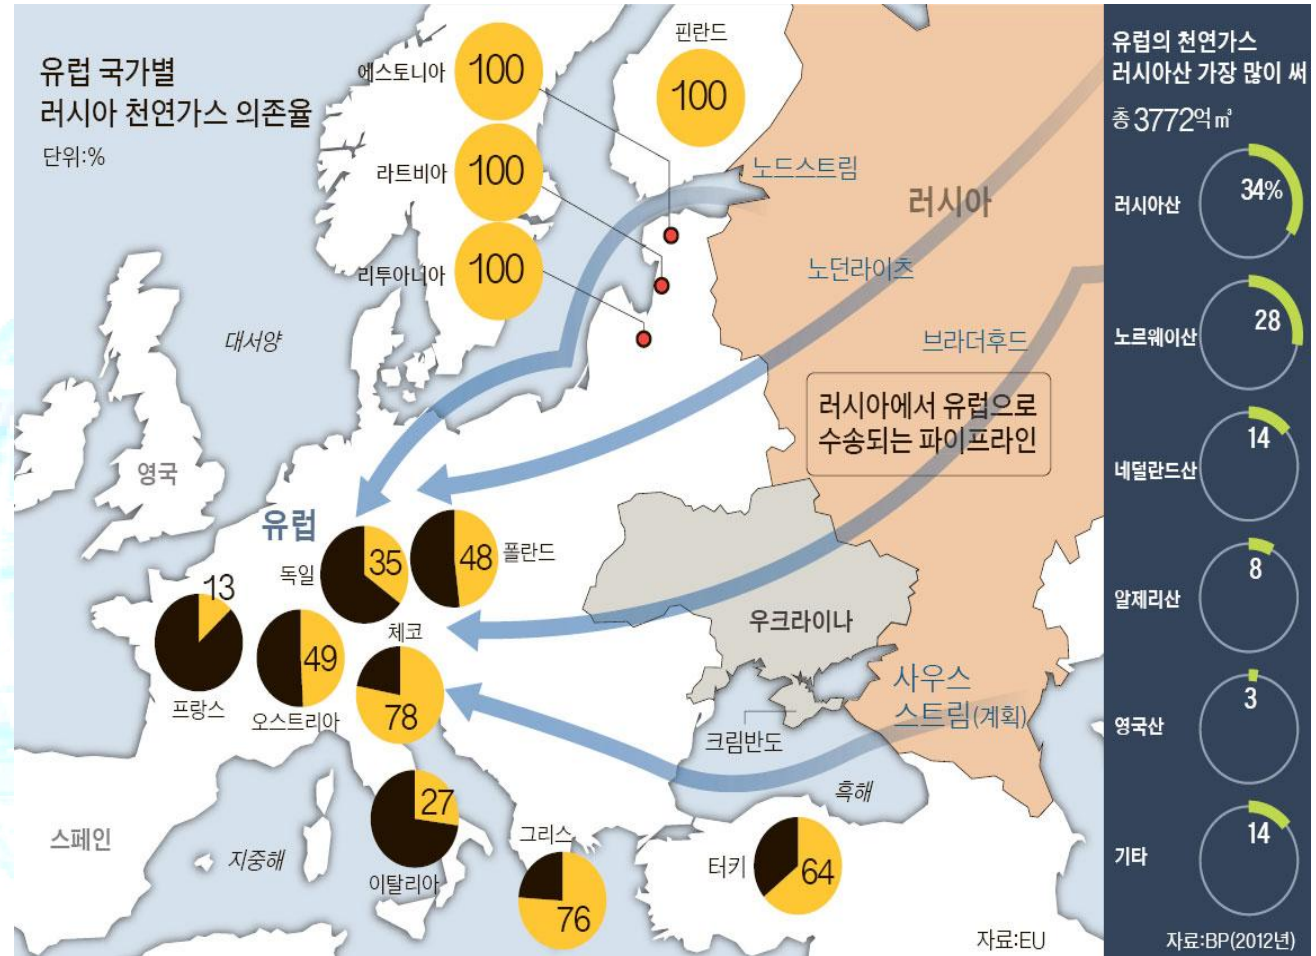 유럽 국가별
러시아 천연가스 의존율
단위:%
에스토니아
100
라트비아
100
리투아니아
100
핀란드
100
노드스트림
러시아
노던라이츠
브라더후드
러시아에서 유럽으로
수송되는 파이프라인
대서양
영국
유럽
독일
35
48
폴란드
13
프랑스
49
오스트리아
체코
78
우크라이나
사우스
스트림(계획)
크림반도
흑해
27
이탈리아
그리스
76
터키
64
스페인
지중해
자료:EU
유럽의 천연가스
러시아산 가장 많이 써
총 3772억㎥
러시아산
34%
노르웨이산
28
네덜란드산
14
알제리산
8
영국산
3
기타
14
자료:BP(2012년)